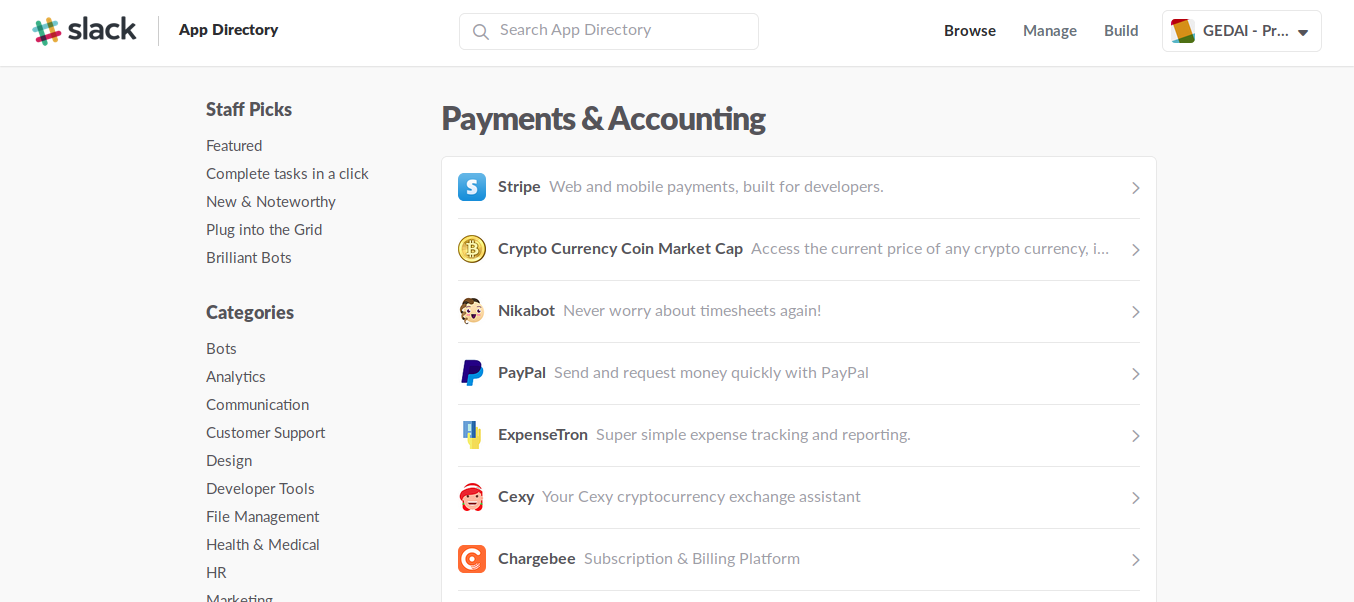 slack
App Directory
Search App Directory
Browse
Manage
Build
GEDAI - Pr...
Staff Picks
Featured
Complete tasks in a click
New & Noteworthy
Plug into the Grid
Brilliant Bots
Categories
Bots
Analytics
Communication
Customer Support
Design
Developer Tools
File Management
Health & Medical
HR
Marketing
Payments & Accounting
Stripe Web and mobile payments, built for developers.
Crypto Currency Coin Market Cap Access the current price of any crypto currency, i...
Nikabot Never worry about timesheets again!
PayPal Send and request money quickly with PayPal
ExpenseTron Super simple expense tracking and reporting.
Cexy Your Cexy cryptocurrency exchange assistant
Chargebee Subscription & Billing Platform